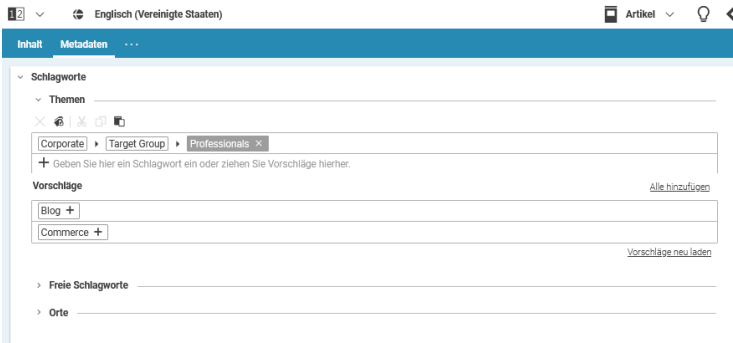 12 Englisch (Vereinigte Staaten) Artikel
Inhalt Metadaten ...
Schlagworte
Themen
Corporate Target Group Professionals ×
+ Geben Sie hier ein Schlagwort ein oder ziehen Sie Vorschläge hierher.
Vorschläge Alle hinzufügen
Blog +
Commerce +
Vorschläge neu laden
Freie Schlagworte
Orte